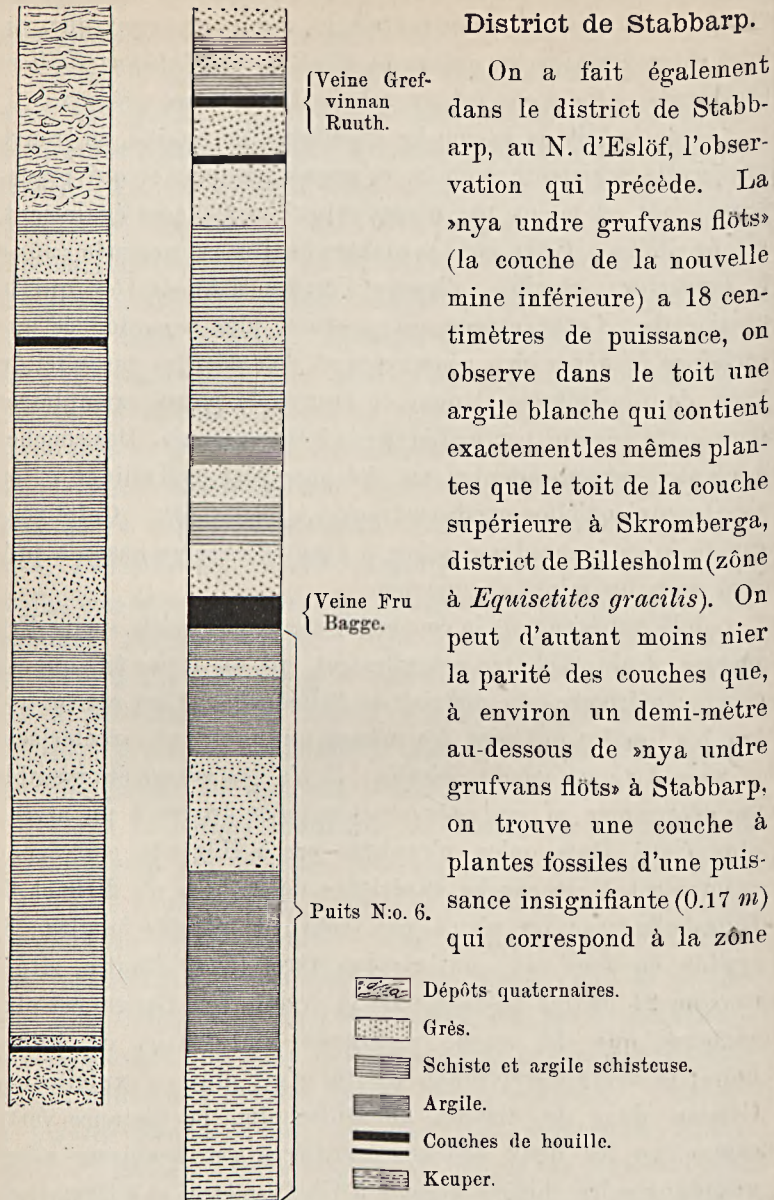 District de Stabbarp.
On a fait également
dans le district de Stabb-
arp, au N. d'Eslöf, l'obser-
vation qui précède. La
»nya undre grufvans flöts»
(la couche de la nouvelle
mine inférieure) a 18 cen-
timètres de puissance, on
observe dans le toit une
argile blanche qui contient
exactement les mêmes plan-
tes que le toit de la couche
supérieure à Skromberga,
district de Billesholm (zône
à Equisetites gracilis). On
peut d'autant moins nier
la parité des couches que,
à environ un demi-mètre
au-dessous de »nya undre
grufvans flöts» à Stabbarp,
on trouve une couche à
plantes fossiles d'une puis-
sance insignifiante (0.17 m)
qui correspond à la zône
Veine Gref-
vinnan
Ruuth.
Veine Fru
Bagge.
Puits N:o. 6.
Dépôts quaternaires.
Grès.
Schiste et argile schisteuse.
Argile.
Couches de houille.
Keuper.